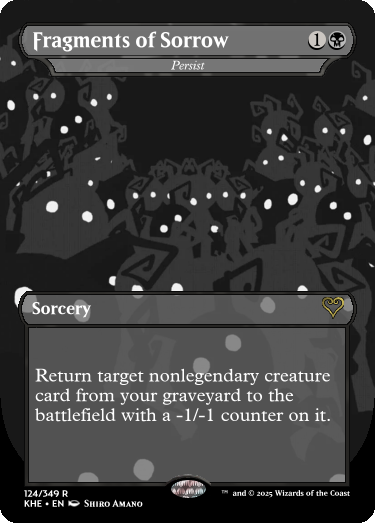 Fragments of Sorrow 1
Persist
Sorcery
Return target nonlegendary creature
card from your graveyard to the
battlefield with a -1/-1 counter on it.
124/349 R
KHE • EN SHIRO AMANO
™ and © 2025 Wizards of the Coast